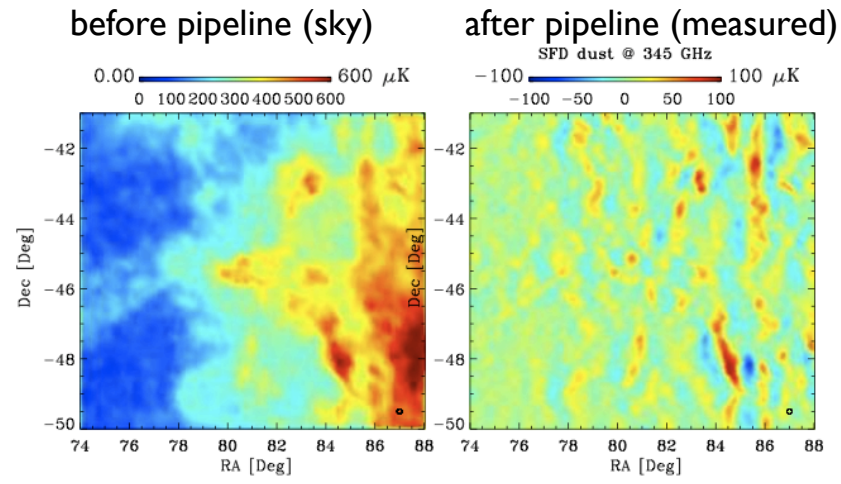 before pipeline (sky)
after pipeline (measured)
SFD dust @ 345 GHz
0.00 600 μK
0 100 200 300 400 500 600
-100 100 μK
-100 -50 0 50 100
-42
-44
-46
-48
-50
Dec [Deg]
74 76 78 80 82 84 86 88
RA [Deg]
-42
-44
-46
-48
-50
Dec [Deg]
74 76 78 80 82 84 86 88
RA [Deg]